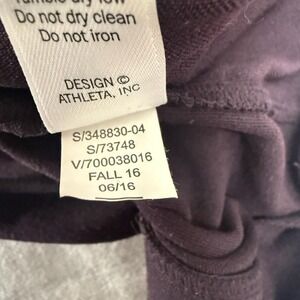 Tumble dry low
Do not dry clean
Do not iron
DESIGN ©
ATHLETA, INC
S/348830-04
S/73748
V/700038016
FALL 16
06/16